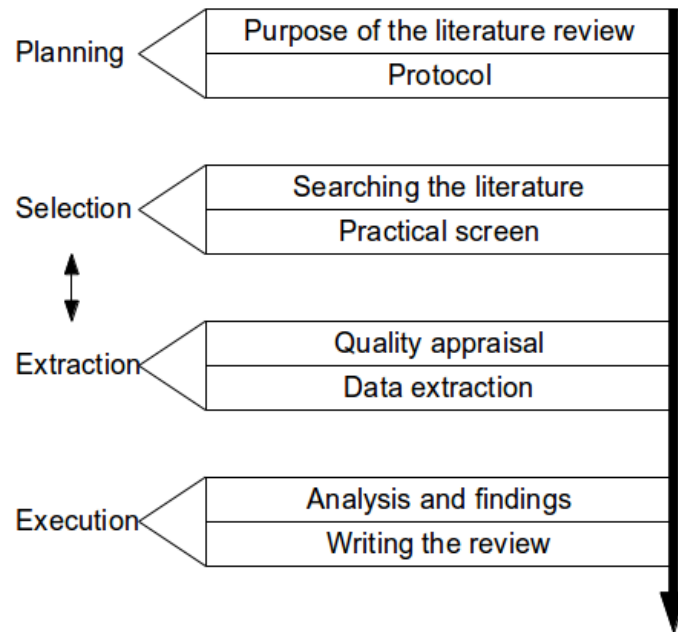 Planning
Purpose of the literature review
Protocol
Selection
Searching the literature
Practical screen
Extraction
Quality appraisal
Data extraction
Execution
Analysis and findings
Writing the review